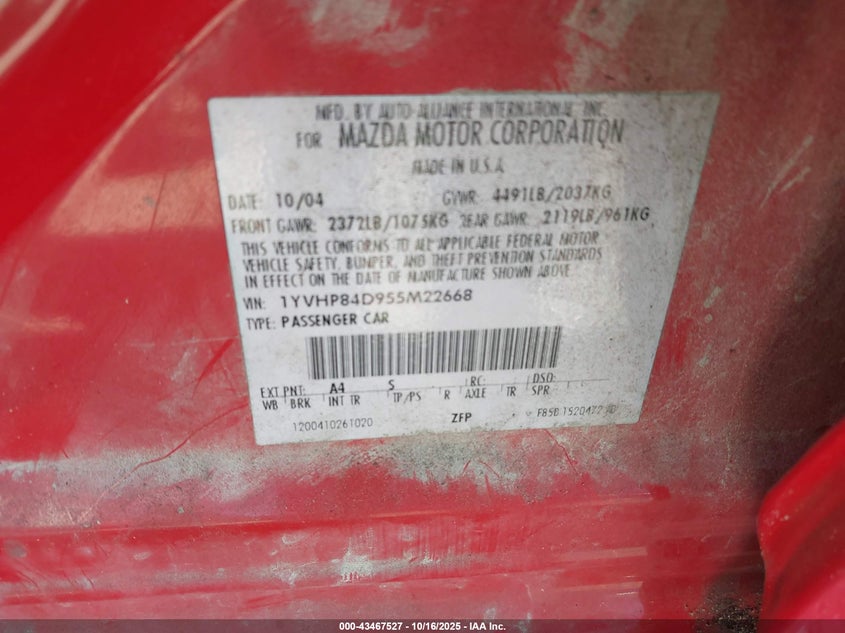 MFD. BY AUTO ALLIANCE INTERNATIONAL INC.
FOR MAZDA MOTOR CORPORATION
MADE IN U.S.A
DATE: 10/04 GVWR: 4491LB/2037KG
FRONT GAWR: 2372LB/1075KG REAR GAWR: 2119LB/961KG
THIS VEHICLE CONFORMS TO ALL APPLICABLE FEDERAL MOTOR
VEHICLE SAFETY, BUMPER, AND THEFT PREVENTION STANDARDS
IN EFFECT ON THE DATE OF MANUFACTURE SHOWN ABOVE.
VIN: 1YVHP84D955M22668
TYPE: PASSENGER CAR
EXT PNT: A4 S RC: DSO:
WB BRK INT TR TP/PS R AXLE TR SPR
1200410261020 ZFP
000-43467527 - 10/16/2025 - IAA Inc.